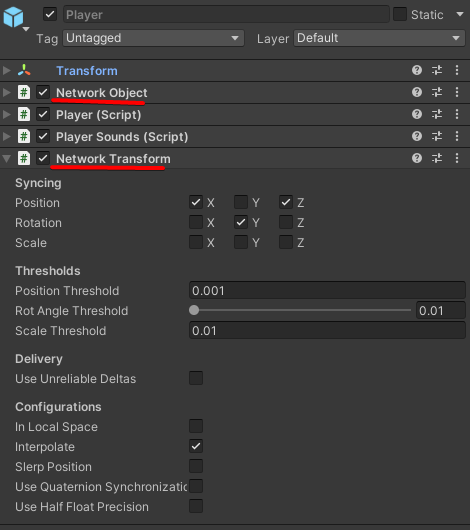 Player
Static
Tag Untagged Layer Default
Transform
Network Object
Player (Script)
Player Sounds (Script)
Network Transform
Syncing
Position X Y Z
Rotation X Y Z
Scale X Y Z
Thresholds
Position Threshold 0.001
Rot Angle Threshold 0.01
Scale Threshold 0.01
Delivery
Use Unreliable Deltas
Configurations
In Local Space
Interpolate
Slerp Position
Use Quaternion Synchronizatic
Use Half Float Precision